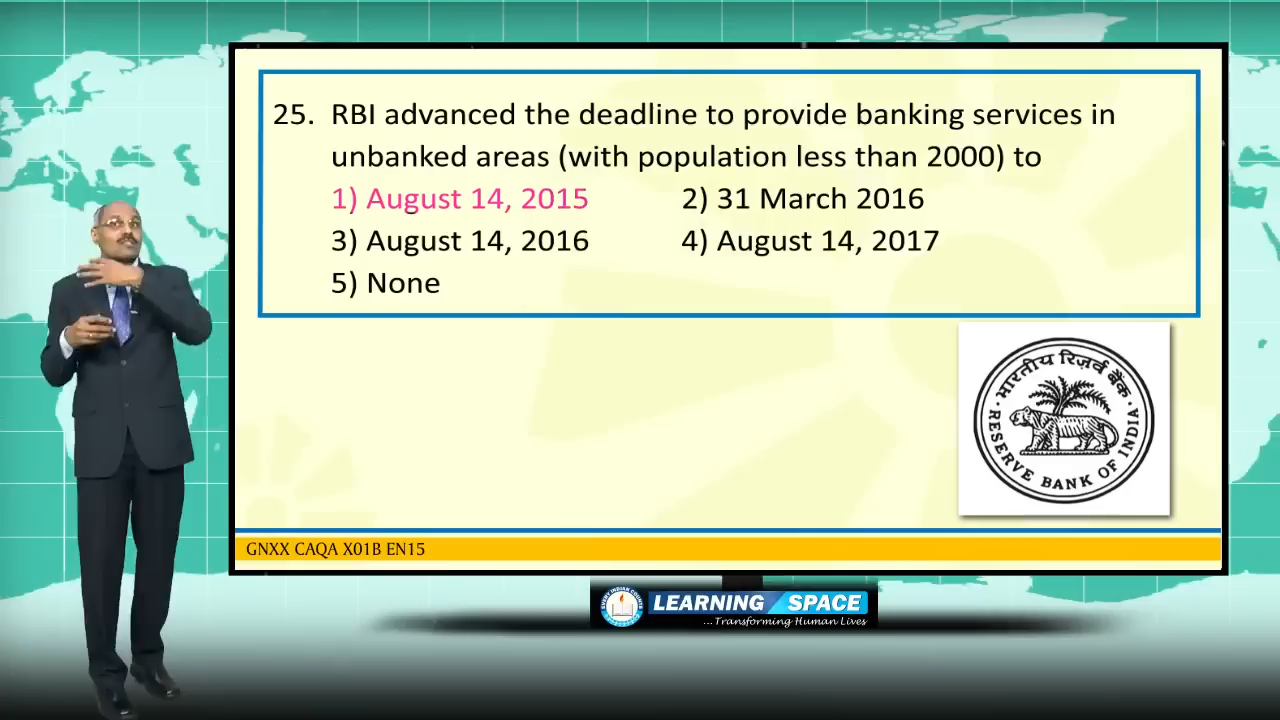 25. RBI advanced the deadline to provide banking services in
unbanked areas (with population less than 2000) to
1) August 14, 2015 2) 31 March 2016
3) August 14, 2016 4) August 14, 2017
5) None
भारतीय रिज़र्व बैंक
RESERVE BANK OF INDIA
GNXX CAQA X01B EN15
LEARNING SPACE
...Transforming Human Lives